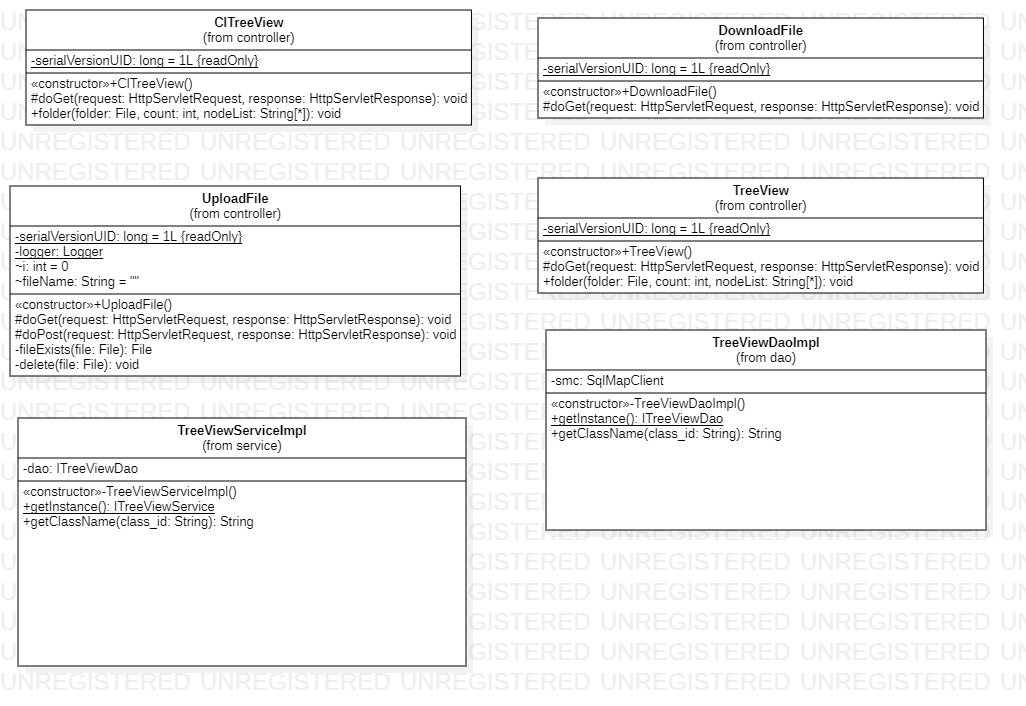 CITreeView
(from controller)
-serialVersionUID: long = 1L {readOnly}
«constructor»+CITreeView()
#doGet(request: HttpServletRequest, response: HttpServletResponse): void
+folder(folder: File, count: int, nodeList: String[*]): void
DownloadFile
(from controller)
-serialVersionUID: long = 1L {readOnly}
«constructor»+DownloadFile()
#doGet(request: HttpServletRequest, response: HttpServletResponse): void
UploadFile
(from controller)
-serialVersionUID: long = 1L {readOnly}
-logger: Logger
~i: int = 0
~fileName: String = ""
«constructor»+UploadFile()
#doGet(request: HttpServletRequest, response: HttpServletResponse): void
#doPost(request: HttpServletRequest, response: HttpServletResponse): void
-fileExists(file: File): File
-delete(file: File): void
TreeView
(from controller)
-serialVersionUID: long = 1L {readOnly}
«constructor»+TreeView()
#doGet(request: HttpServletRequest, response: HttpServletResponse): void
+folder(folder: File, count: int, nodeList: String[*]): void
TreeViewDaoImpl
(from dao)
-smc: SqlMapClient
«constructor»-TreeViewDaoImpl()
+getInstance(): ITreeViewDao
+getClassName(class_id: String): String
TreeViewServiceImpl
(from service)
-dao: ITreeViewDao
«constructor»-TreeViewServiceImpl()
+getInstance(): ITreeViewService
+getClassName(class_id: String): String
UNREGISTERED UNREGISTERED UNREGISTERED UNREGISTERED UNREGISTERED